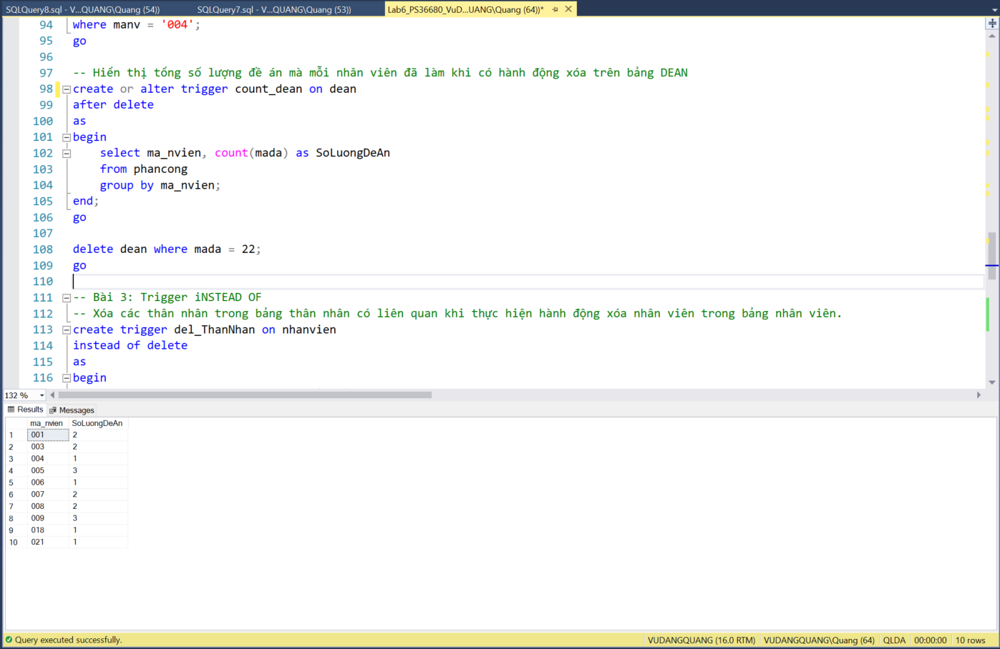 SQLQuery8.sql - V...QUANG\Quang (54)) SQLQuery7.sql - V...QUANG\Quang (53)) Lab6_PS36680_VuD...UANG\Quang (64))*
94 where manv = '004';
95 go
96
97 -- Hiển thị tổng số lượng đề án mà mỗi nhân viên đã làm khi có hành động xóa trên bảng DEAN
98 create or alter trigger count_dean on dean
99 after delete
100 as
101 begin
102 select ma_nvien, count(mada) as SoLuongDeAn
103 from phancong
104 group by ma_nvien;
105 end;
106 go
107
108 delete dean where mada = 22;
109 go
110
111 -- Bài 3: Trigger iNSTEAD OF
112 -- Xóa các thân nhân trong bảng thân nhân có liên quan khi thực hiện hành động xóa nhân viên trong bảng nhân viên.
113 create trigger del_ThanNhan on nhanvien
114 instead of delete
115 as
116 begin
132 %
Results Messages
ma_nvien SoLuongDeAn
1 001 2
2 003 2
3 004 1
4 005 3
5 006 1
6 007 2
7 008 2
8 009 3
9 018 1
10 021 1
Query executed successfully. VUDANGQUANG (16.0 RTM) VUDANGQUANG\Quang (64) QLDA 00:00:00 10 rows